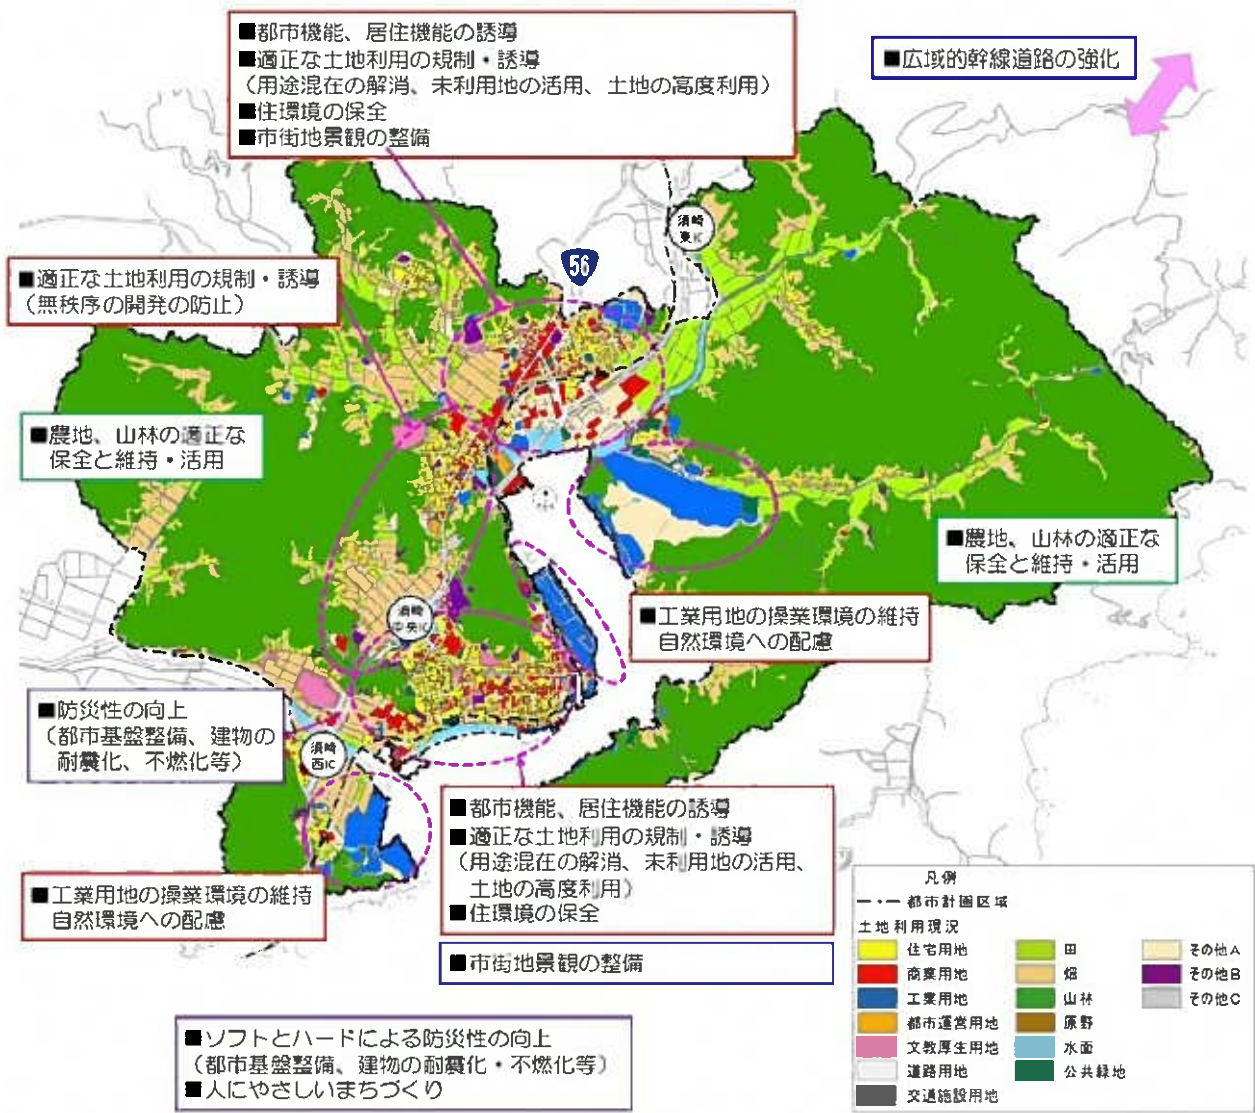 ■都市機能、居住機能の誘導
■適正な土地利用の規制・誘導
（用途混在の解消、未利用地の活用、土地の高度利用）
■住環境の保全
■市街地景観の整備
■広域的幹線道路の強化
須崎
東IC
56
■適正な土地利用の規制・誘導
（無秩序の開発の防止）
■農地、山林の適正な
保全と維持・活用
■農地、山林の適正な
保全と維持・活用
■工業用地の操業環境の維持
自然環境への配慮
須崎
中央IC
■防災性の向上
（都市基盤整備、建物の
耐震化、不燃化等）
須崎
西IC
■都市機能、居住機能の誘導
■適正な土地利用の規制・誘導
（用途混在の解消、未利用地の活用、
土地の高度利用）
■住環境の保全
■工業用地の操業環境の維持
自然環境への配慮
■市街地景観の整備
■ソフトとハードによる防災性の向上
（都市基盤整備、建物の耐震化・不燃化等）
■人にやさしいまちづくり
凡例
都市計画区域
土地利用現況
住宅用地
商業用地
工業用地
都市運営用地
文教厚生用地
道路用地
交通施設用地
田
畑
山林
原野
水面
公共緑地
その他A
その他B
その他C